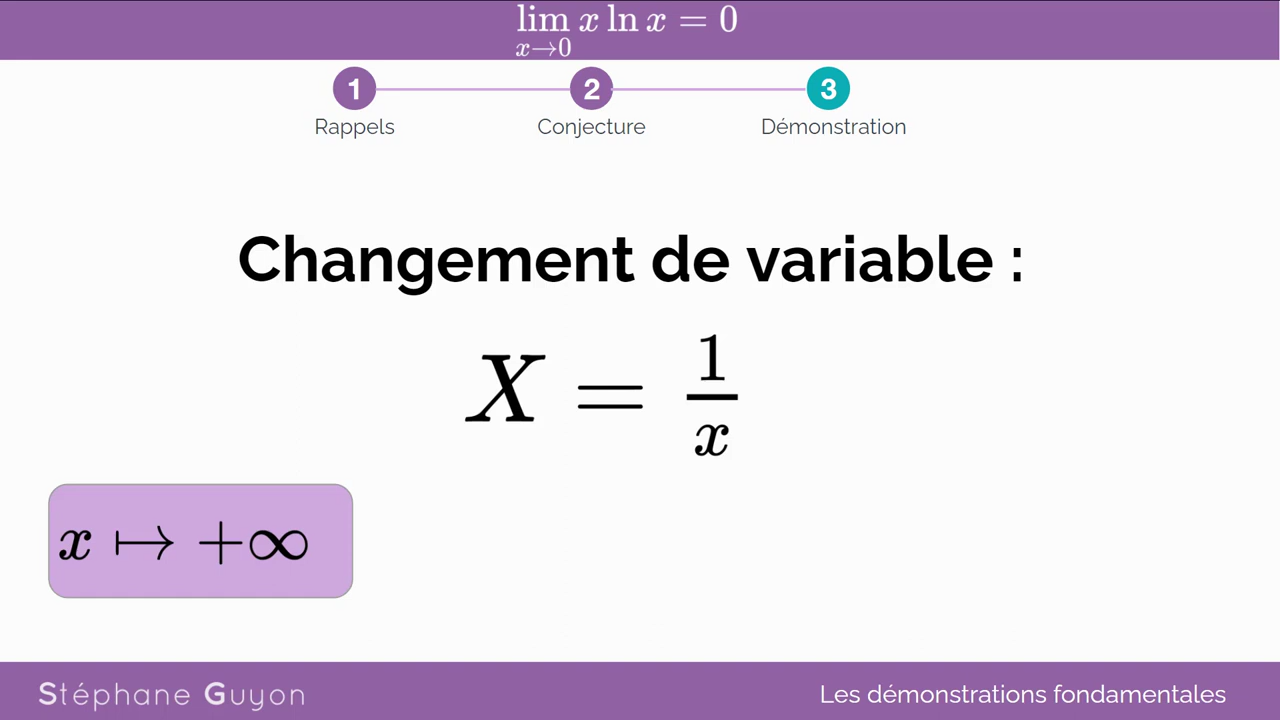 lim x ln x = 0
x→0
1 2 3
Rappels Conjecture Démonstration
Changement de variable :
X = 1/x
x ↦ +∞
Stéphane Guyon Les démonstrations fondamentales